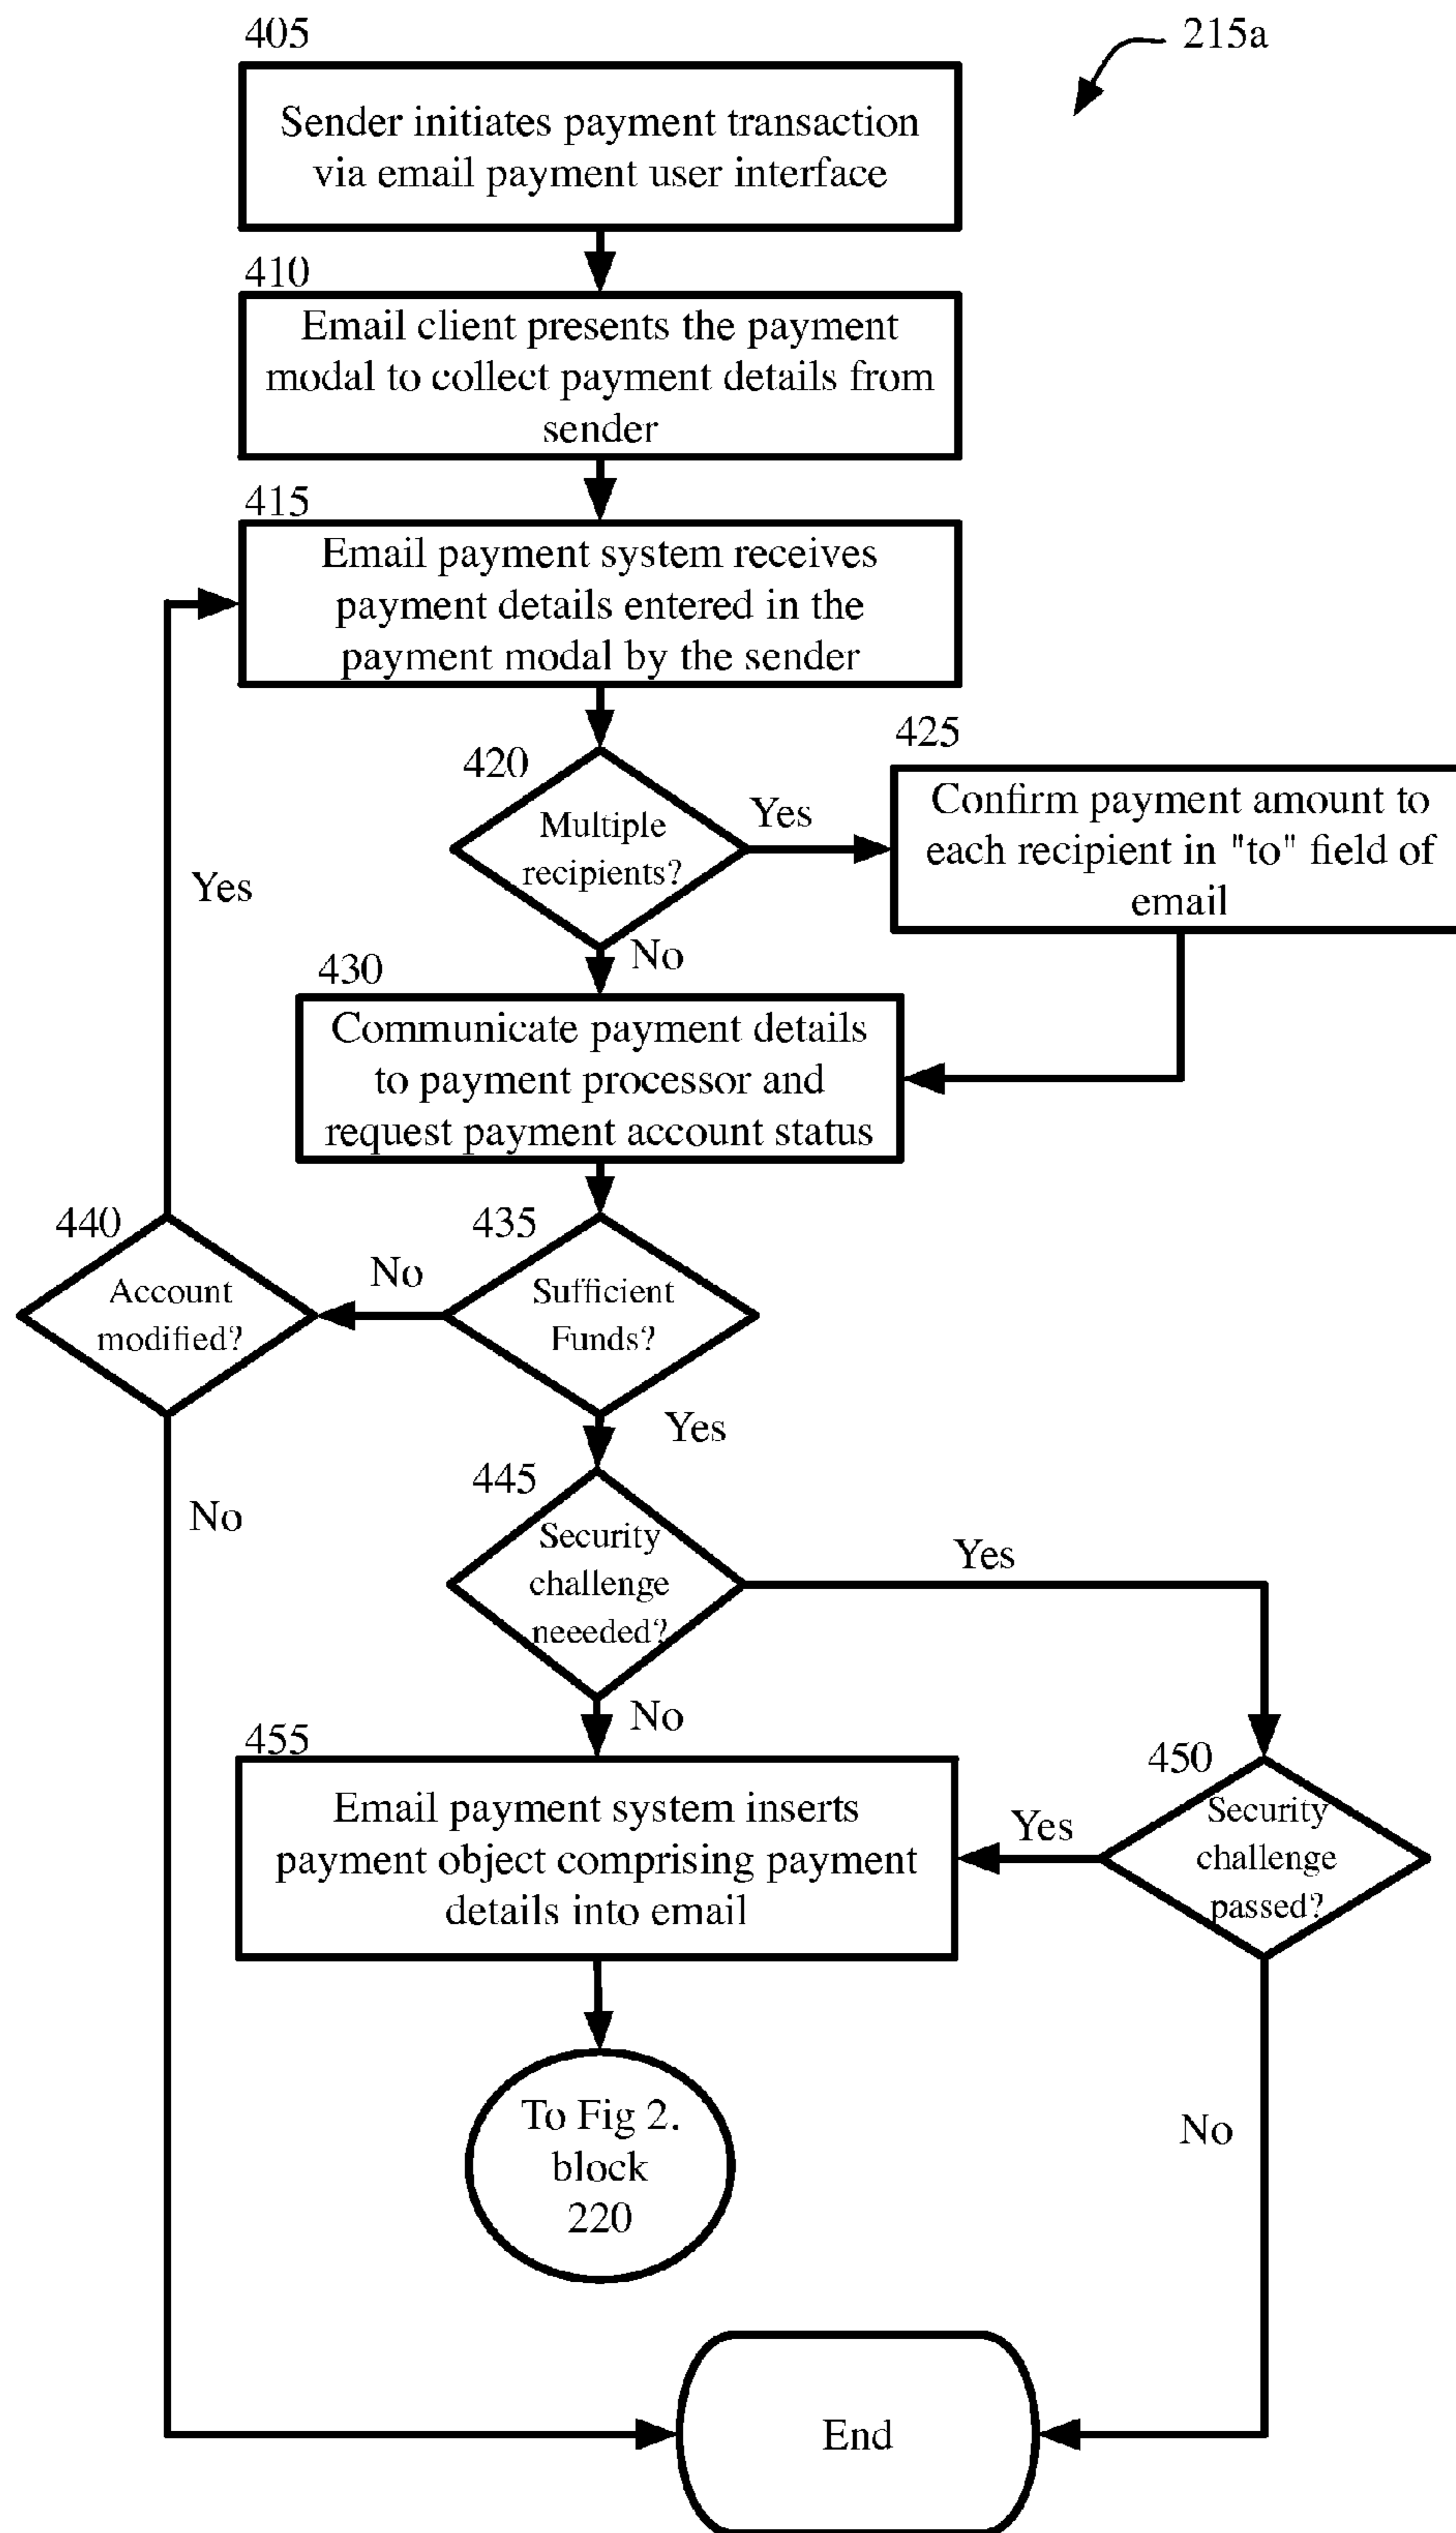 405
215a
Sender initiates payment transaction
via email payment user interface
410
Email client presents the payment
modal to collect payment details from
sender
415
Email payment system receives
payment details entered in the
payment modal by the sender
420
Multiple
recipients?
Yes
425
Confirm payment amount to
each recipient in "to" field of
email
Yes
No
430
Communicate payment details
to payment processor and
request payment account status
440
Account
modified?
No
435
Sufficient
Funds?
Yes
No
445
Security
challenge
neeeded?
Yes
No
455
Email payment system inserts
payment object comprising payment
details into email
Yes
450
Security
challenge
passed?
To Fig 2.
block
220
No
End